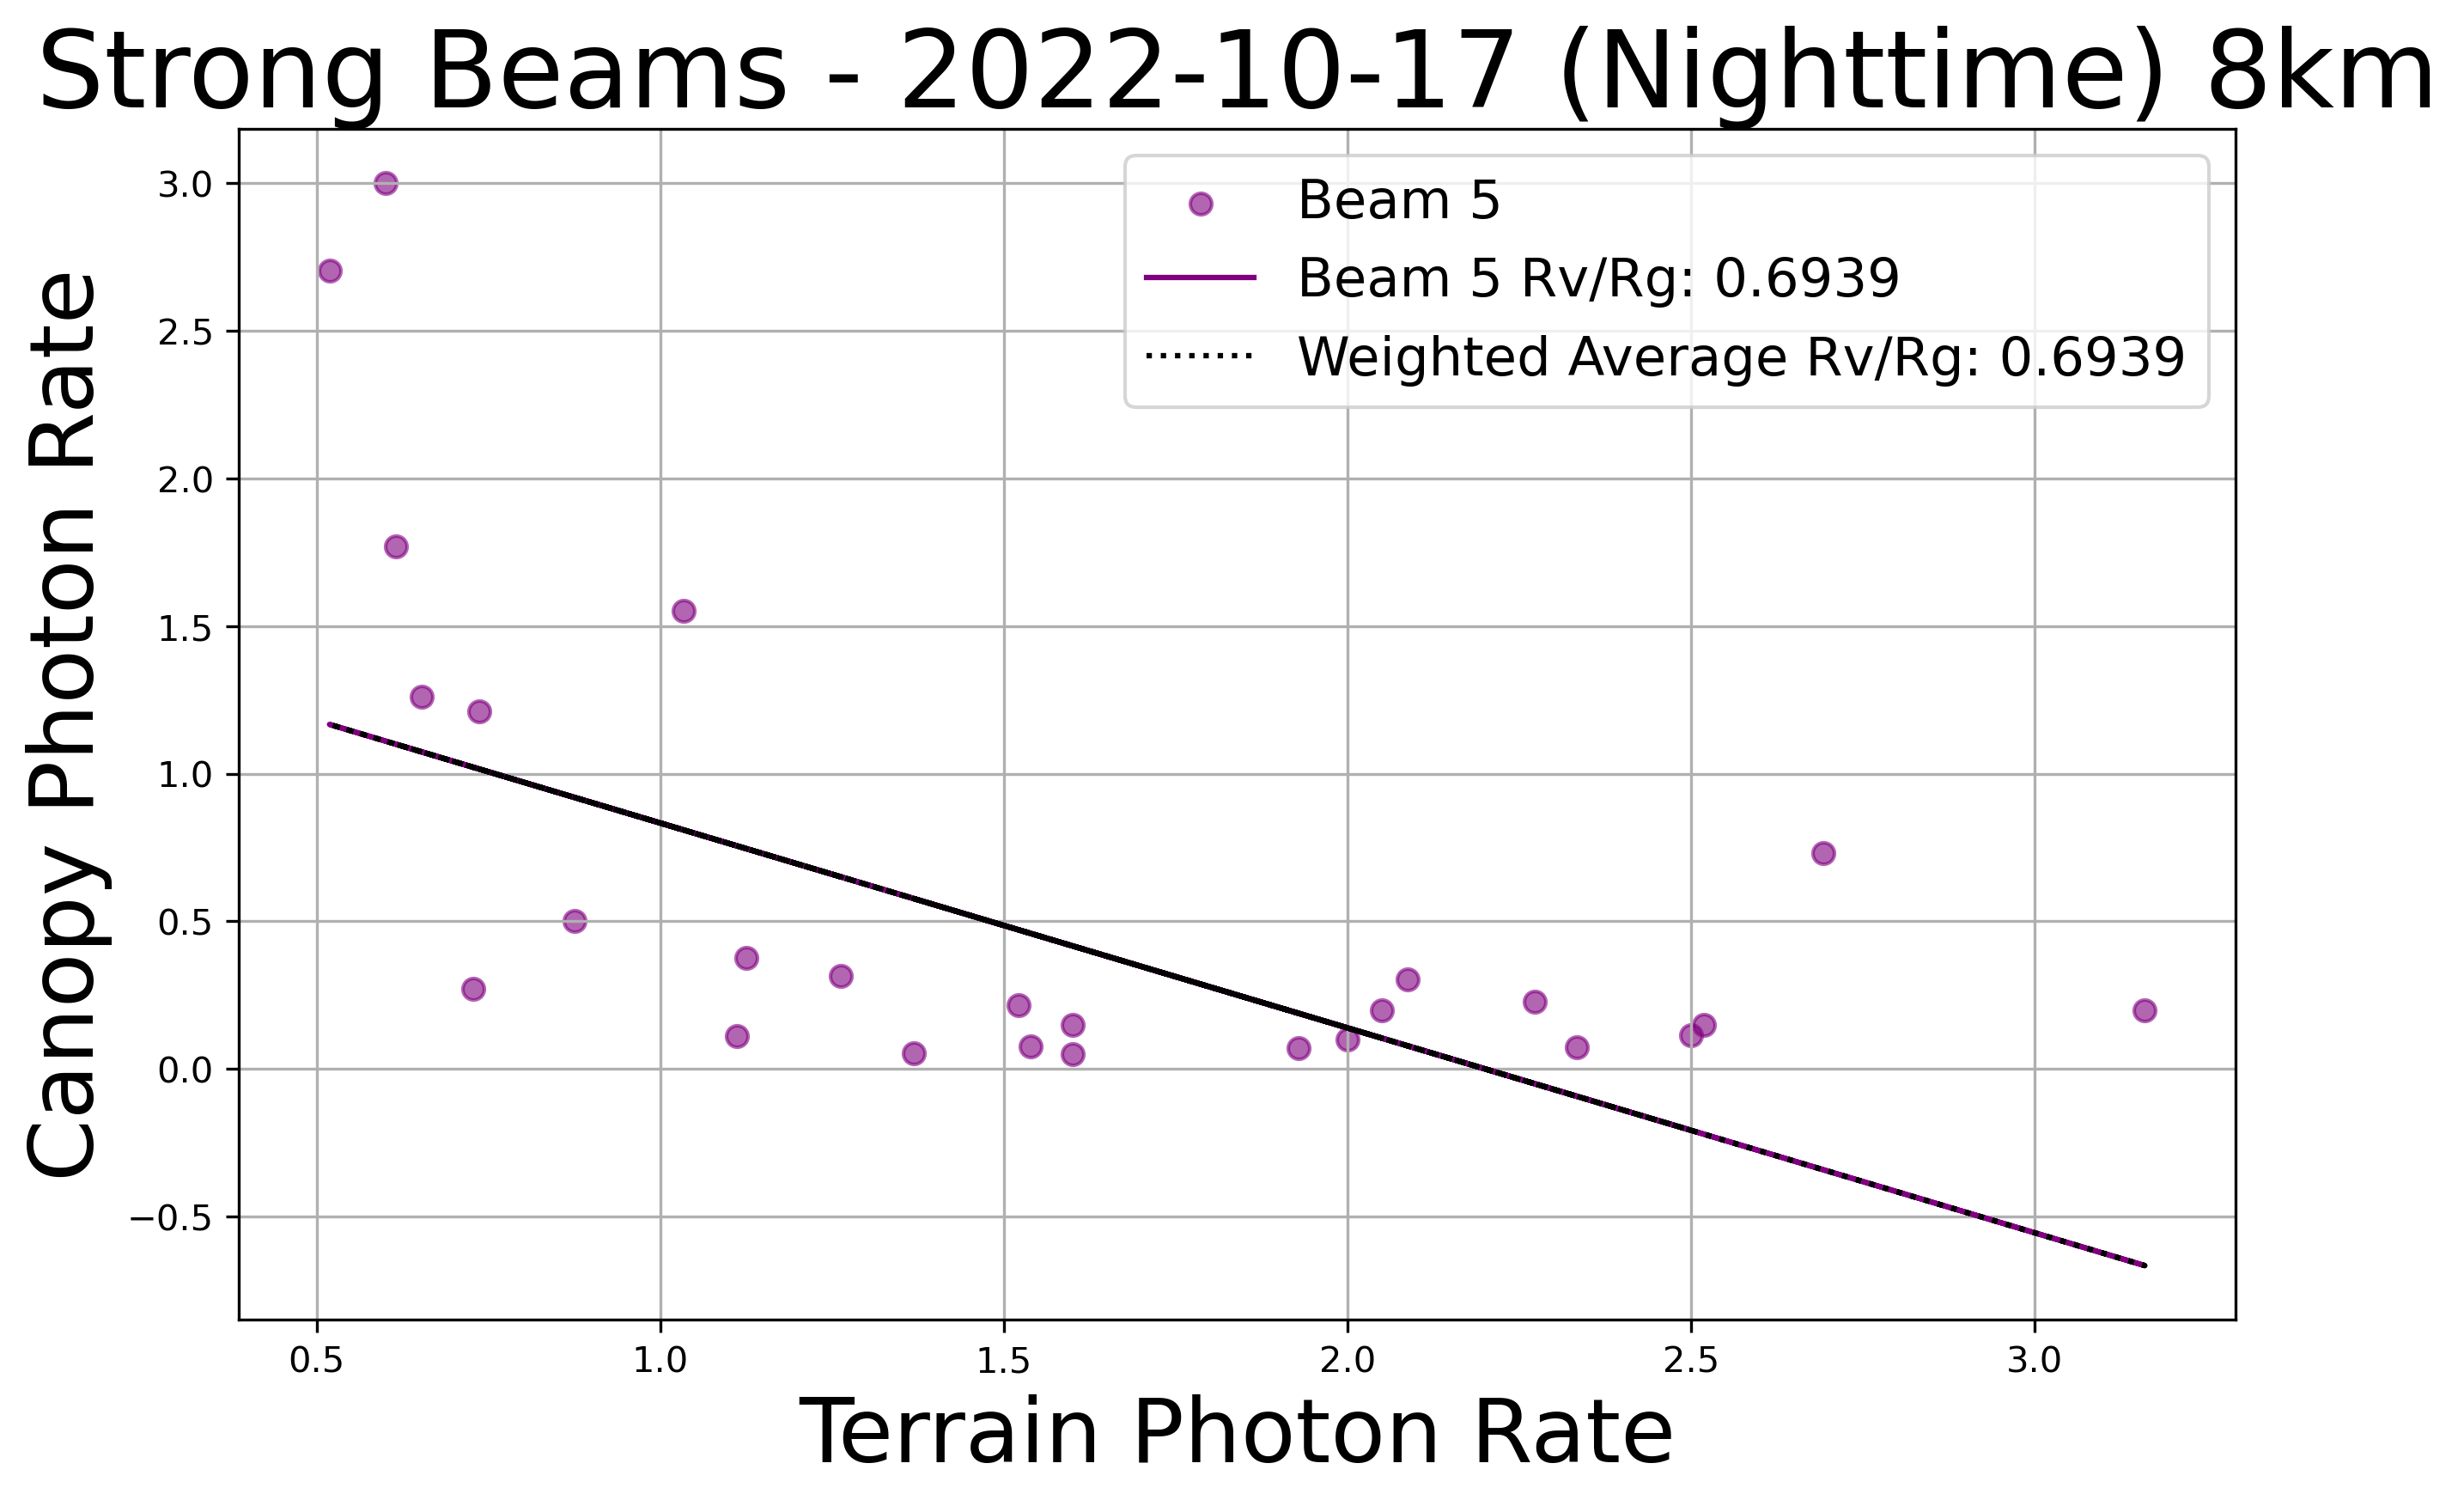 Strong Beams - 2022-10-17 (Nighttime) 8km
Canopy Photon Rate
3.0
2.5
2.0
1.5
1.0
0.5
0.0
−0.5
Beam 5
Beam 5 Rv/Rg: 0.6939
Weighted Average Rv/Rg: 0.6939
0.5 1.0 1.5 2.0 2.5 3.0
Terrain Photon Rate